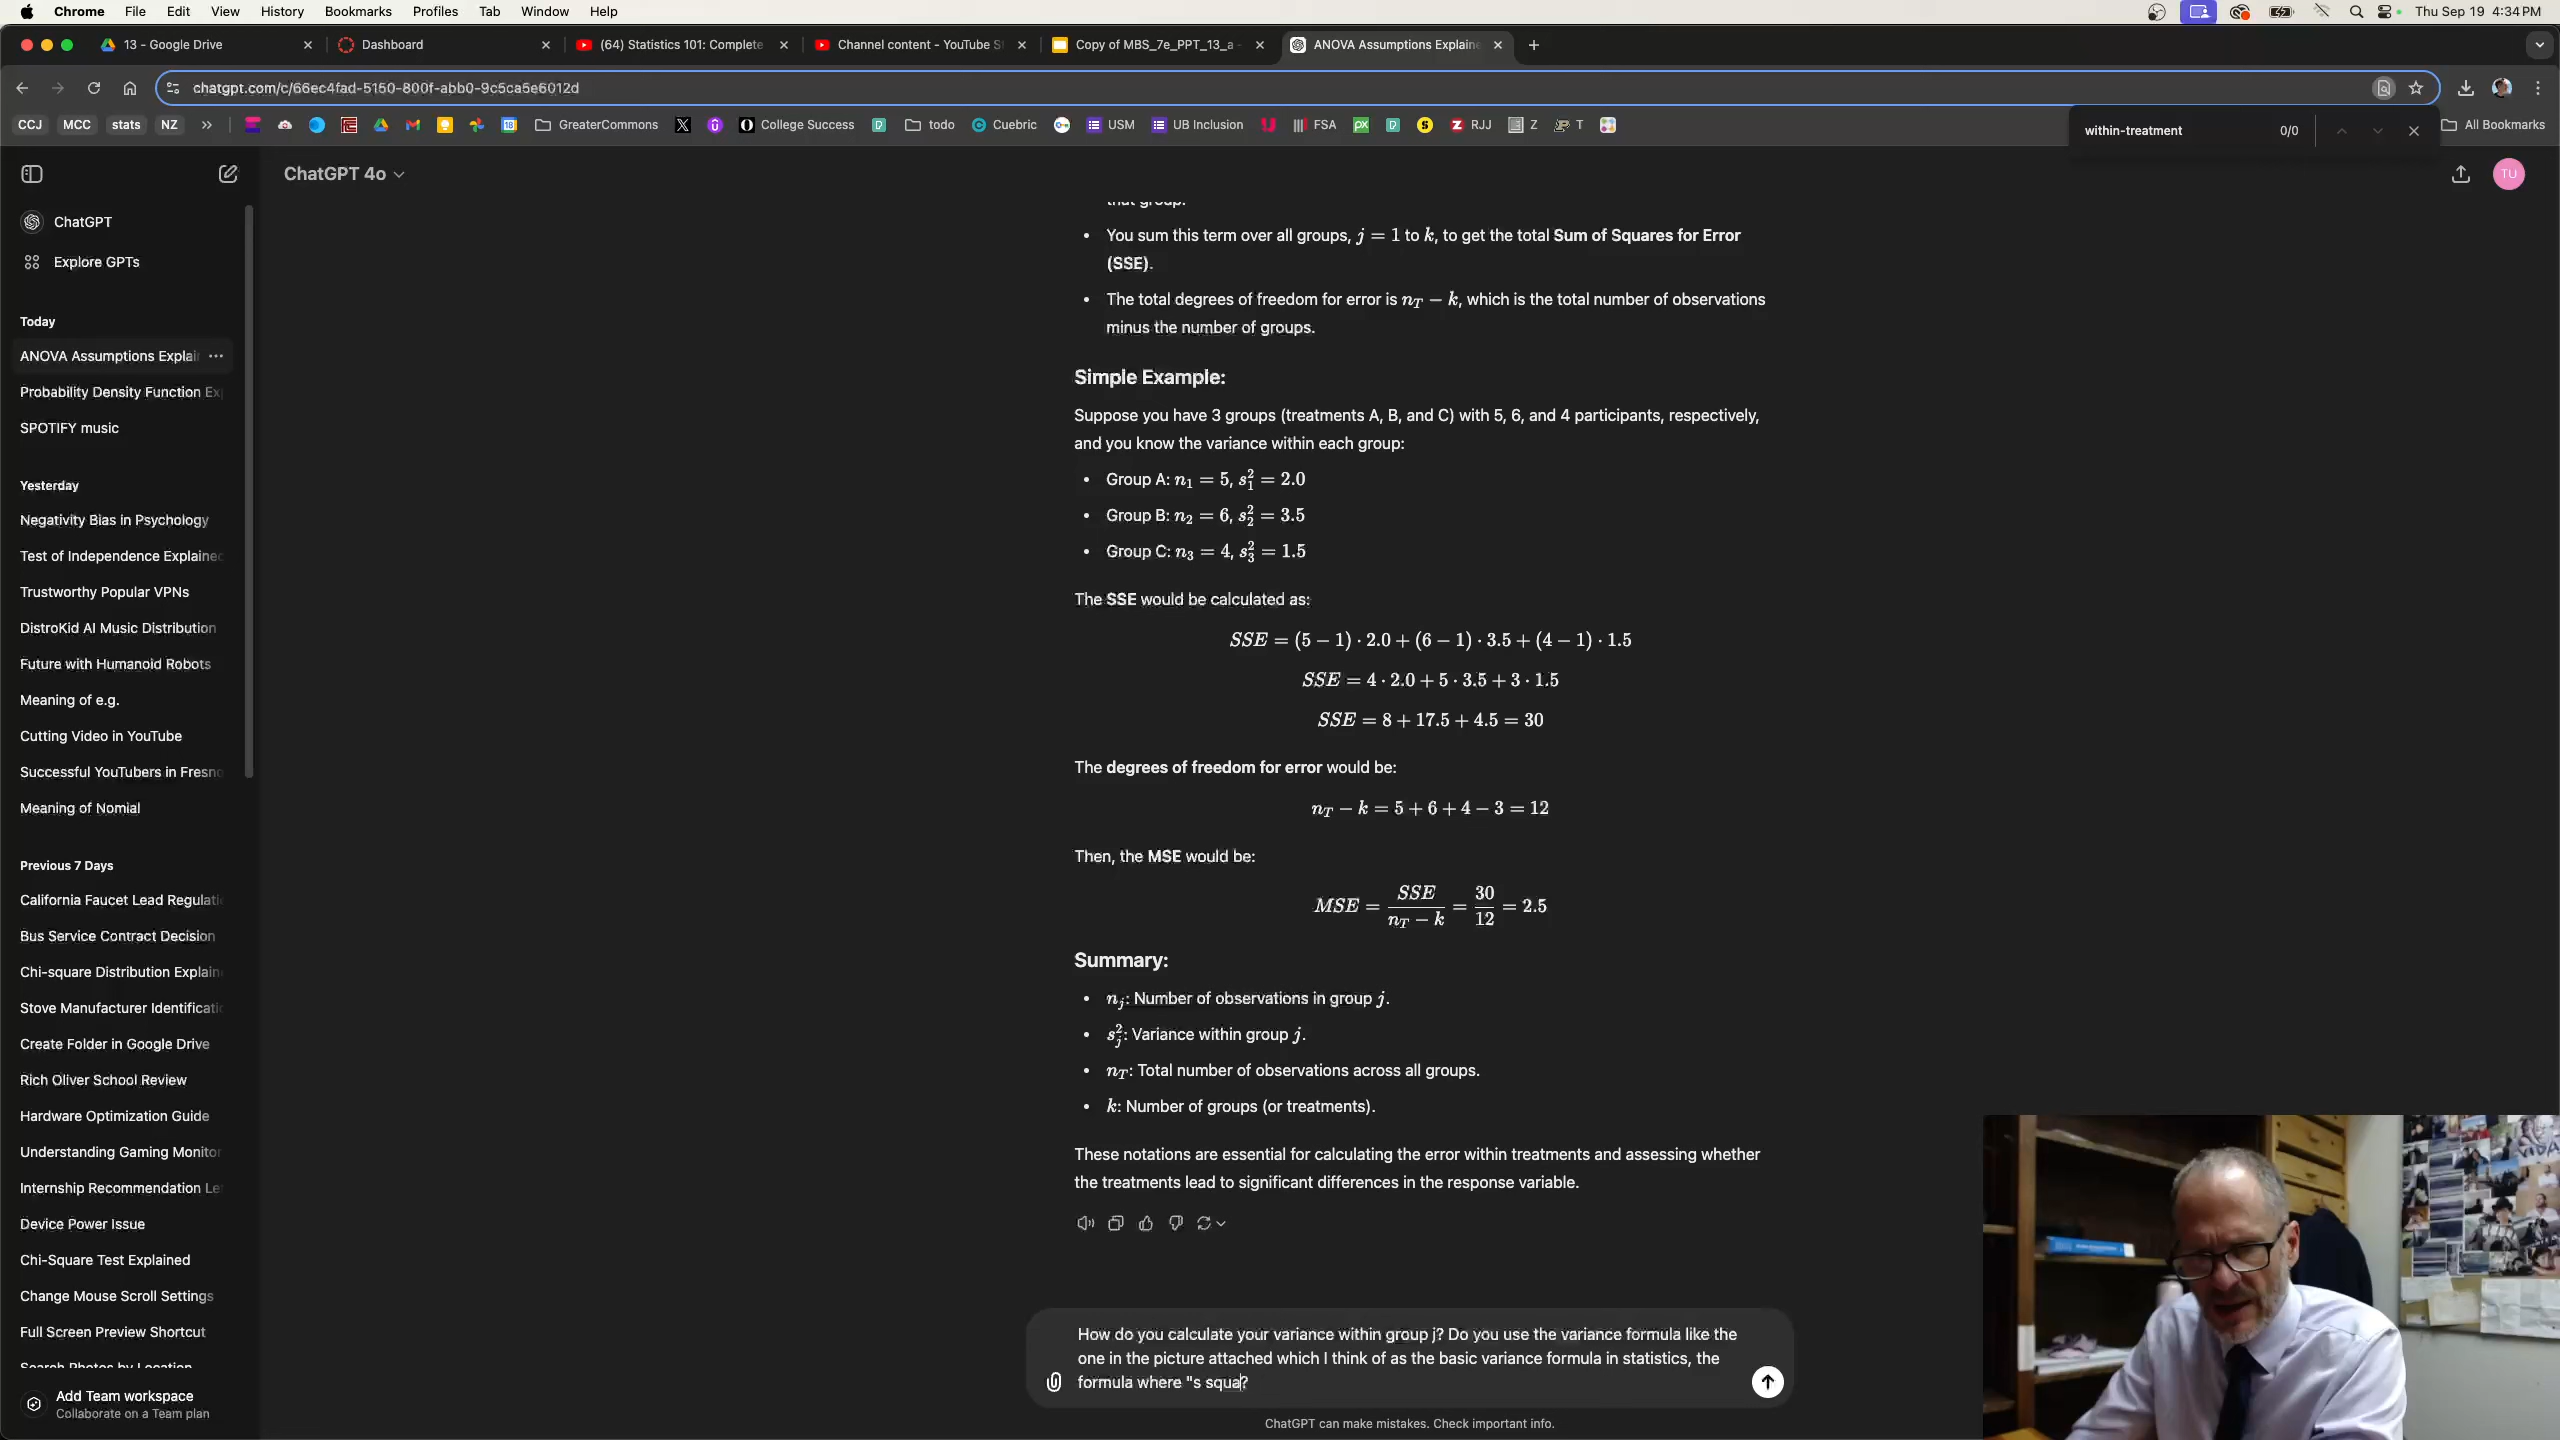 Chrome File Edit View History Bookmarks Profiles Tab Window Help
Thu Sep 19 4:34 PM
13 - Google Drive
Dashboard
(64) Statistics 101: Complete
Channel content - YouTube S
Copy of MBS_7e_PPT_13_a -
ANOVA Assumptions Explain
chatgpt.com/c/66ec4fad-5150-800f-abb0-9c5ca5e6012d
CCJ MCC stats NZ » GreaterCommons College Success todo Cuebric USM UB Inclusion FSA RJJ Z T
All Bookmarks
within-treatment 0/0
ChatGPT 4o
TU
ChatGPT
Explore GPTs
Today
ANOVA Assumptions Explai
Probability Density Function Ex
SPOTIFY music
Yesterday
Negativity Bias in Psychology
Test of Independence Explained
Trustworthy Popular VPNs
DistroKid AI Music Distribution
Future with Humanoid Robots
Meaning of e.g.
Cutting Video in YouTube
Successful YouTubers in Fresno
Meaning of Nomial
Previous 7 Days
California Faucet Lead Regulati
Bus Service Contract Decision
Chi-square Distribution Explain
Stove Manufacturer Identificati
Create Folder in Google Drive
Rich Oliver School Review
Hardware Optimization Guide
Understanding Gaming Monitor
Internship Recommendation Le
Device Power Issue
Chi-Square Test Explained
Change Mouse Scroll Settings
Full Screen Preview Shortcut
Search Photos by Location
Add Team workspace
Collaborate on a Team plan
that group.
• You sum this term over all groups, j = 1 to k, to get the total Sum of Squares for Error
(SSE).
• The total degrees of freedom for error is n_T − k, which is the total number of observations
minus the number of groups.
Simple Example:
Suppose you have 3 groups (treatments A, B, and C) with 5, 6, and 4 participants, respectively,
and you know the variance within each group:
• Group A: n₁ = 5, s₁² = 2.0
• Group B: n₂ = 6, s₂² = 3.5
• Group C: n₃ = 4, s₃² = 1.5
The SSE would be calculated as:
SSE = (5 − 1) · 2.0 + (6 − 1) · 3.5 + (4 − 1) · 1.5
SSE = 4 · 2.0 + 5 · 3.5 + 3 · 1.5
SSE = 8 + 17.5 + 4.5 = 30
The degrees of freedom for error would be:
n_T − k = 5 + 6 + 4 − 3 = 12
Then, the MSE would be:
MSE = SSE / (n_T − k) = 30 / 12 = 2.5
Summary:
• n_j: Number of observations in group j.
• s_j²: Variance within group j.
• n_T: Total number of observations across all groups.
• k: Number of groups (or treatments).
These notations are essential for calculating the error within treatments and assessing whether
the treatments lead to significant differences in the response variable.
How do you calculate your variance within group j? Do you use the variance formula like the
one in the picture attached which I think of as the basic variance formula in statistics, the
formula where "s squa?
ChatGPT can make mistakes. Check important info.